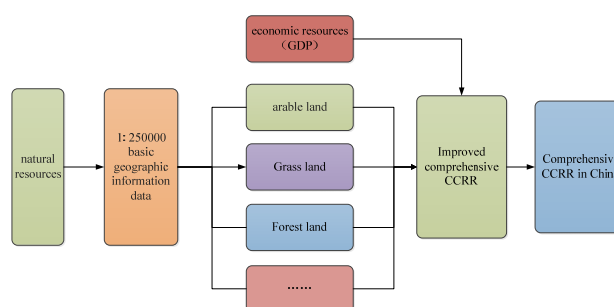 economic resources
（GDP）
natural
resources
1: 250000
basic
geographic
information
data
arable land
Grass land
Forest land
......
Improved
comprehensive
CCRR
Comprehensiv
CCRR in Chin